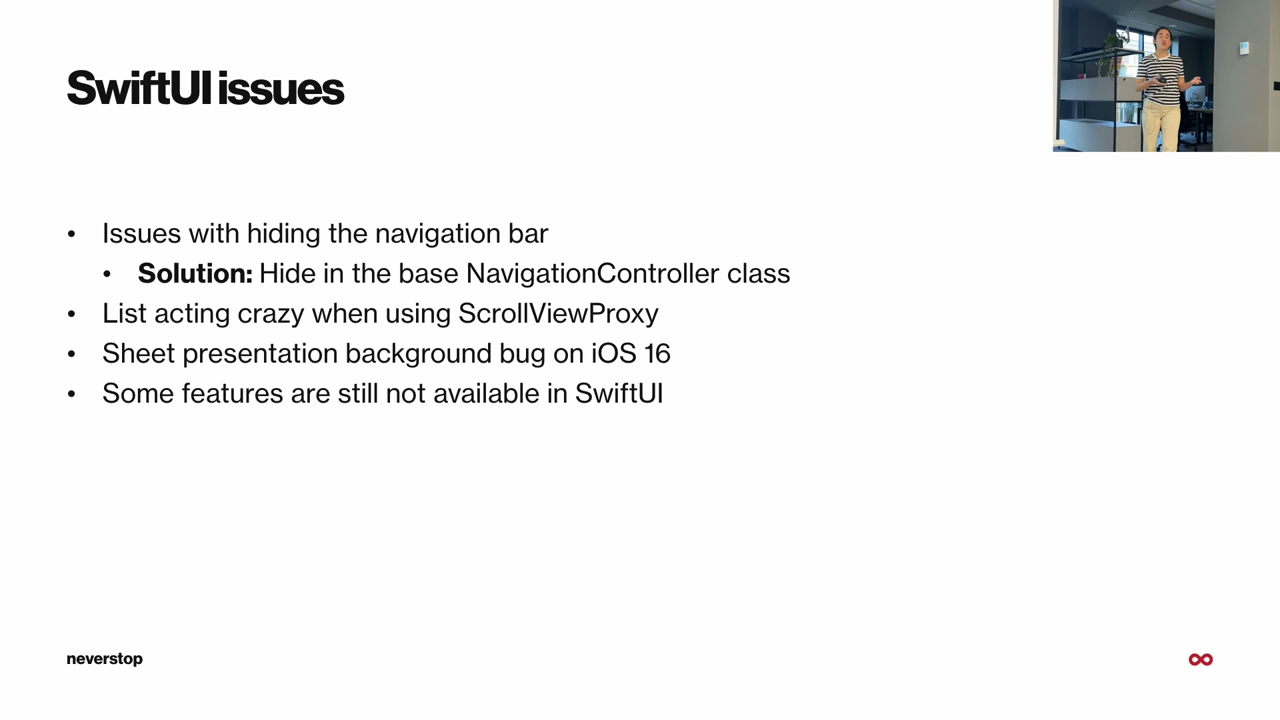 SwiftUI issues
• Issues with hiding the navigation bar
• Solution: Hide in the base NavigationController class
• List acting crazy when using ScrollViewProxy
• Sheet presentation background bug on iOS 16
• Some features are still not available in SwiftUI
neverstop